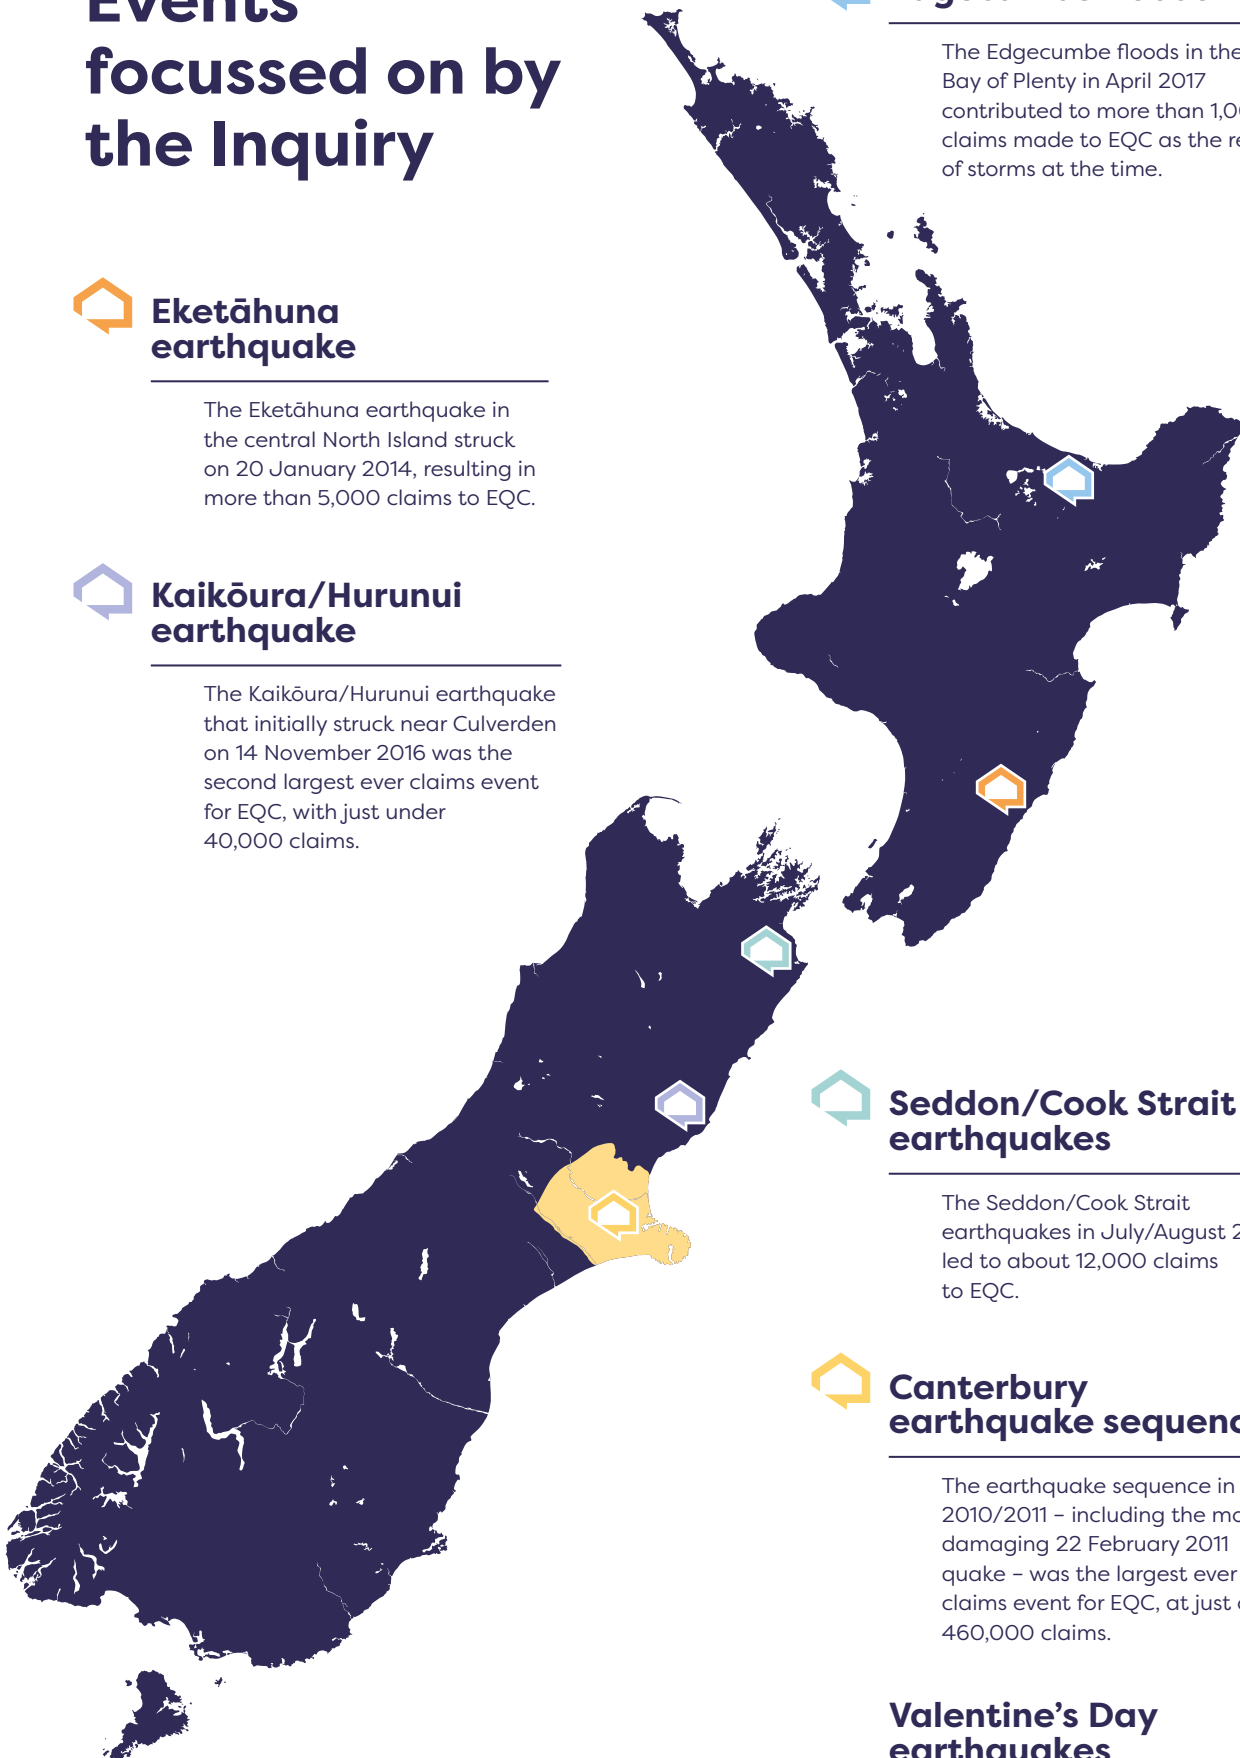 Events
focussed on by
the Inquiry
Eketāhuna
earthquake
The Eketāhuna earthquake in
the central North Island struck
on 20 January 2014, resulting in
more than 5,000 claims to EQC.
Kaikōura/Hurunui
earthquake
The Kaikōura/Hurunui earthquake
that initially struck near Culverden
on 14 November 2016 was the
second largest ever claims event
for EQC, with just under
40,000 claims.
The Edgecumbe floods in the
Bay of Plenty in April 2017
contributed to more than
claims made to EQC as the
of storms at the time.
Seddon/Cook Strait
earthquakes
The Seddon/Cook Strait
earthquakes in July/August
led to about 12,000 claims
to EQC.
Canterbury
earthquake
The earthquake sequence in
2010/2011 – including the
damaging 22 February 2011
quake – was the largest ever
claims event for EQC, at just
460,000 claims.
Valentine's Day
earthquakes